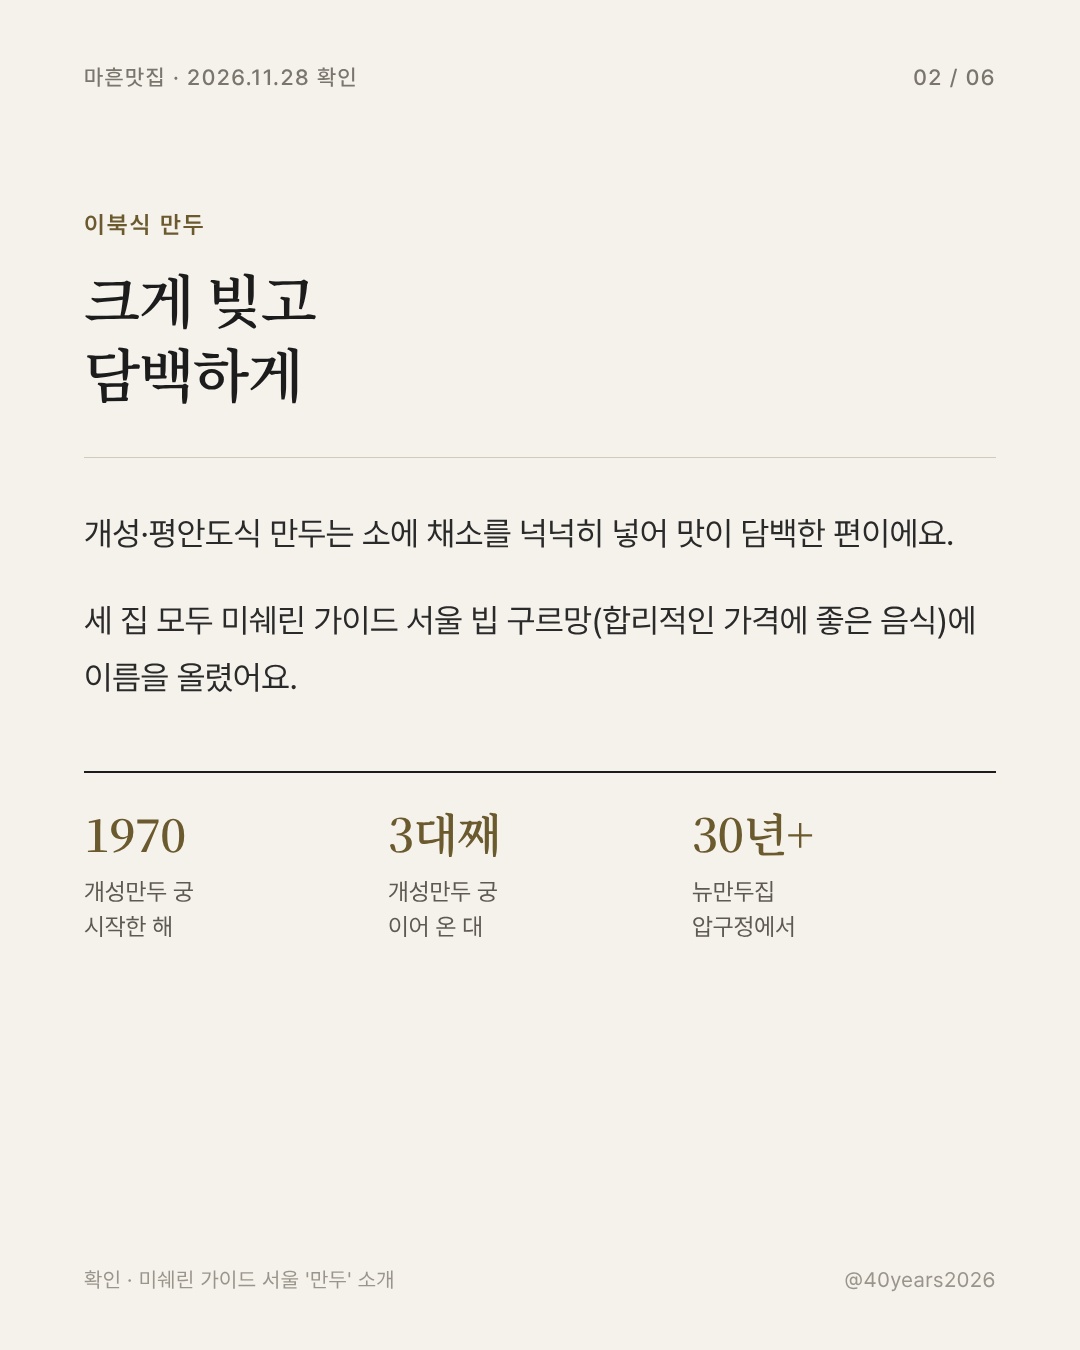 마흔맛집 · 2026.11.28 확인
02 / 06
이북식 만두
크게 빚고
담백하게
개성·평안도식 만두는 소에 채소를 넉넉히 넣어 맛이 담백한 편이에요.
세 집 모두 미쉐린 가이드 서울 빕 구르망(합리적인 가격에 좋은 음식)에
이름을 올렸어요.
1970
개성만두 궁
시작한 해
3대째
개성만두 궁
이어 온 대
30년+
뉴만두집
압구정에서
확인 · 미쉐린 가이드 서울 '만두' 소개
@40years2026